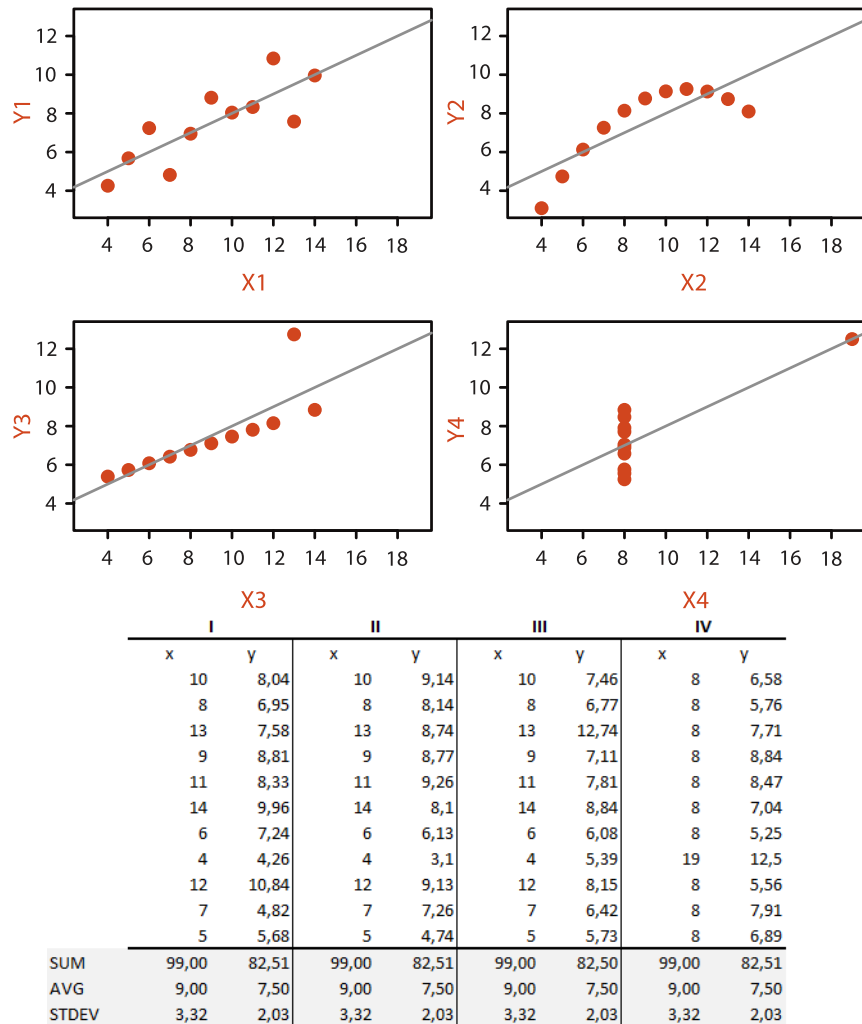 12
10
8
6
4
Y1
4 6 8 10 12 14 16 18
X1
12
10
8
6
4
Y2
4 6 8 10 12 14 16 18
X2
12
10
8
6
4
Y3
4 6 8 10 12 14 16 18
X3
12
10
8
6
4
Y4
4 6 8 10 12 14 16 18
X4
I II III IV
x y x y x y x y
10 8,04 10 9,14 10 7,46 8 6,58
8 6,95 8 8,14 8 6,77 8 5,76
13 7,58 13 8,74 13 12,74 8 7,71
9 8,81 9 8,77 9 7,11 8 8,84
11 8,33 11 9,26 11 7,81 8 8,47
14 9,96 14 8,1 14 8,84 8 7,04
6 7,24 6 6,13 6 6,08 8 5,25
4 4,26 4 3,1 4 5,39 19 12,5
12 10,84 12 9,13 12 8,15 8 5,56
7 4,82 7 7,26 7 6,42 8 7,91
5 5,68 5 4,74 5 5,73 8 6,89
SUM 99,00 82,51 99,00 82,51 99,00 82,50 99,00 82,51
AVG 9,00 7,50 9,00 7,50 9,00 7,50 9,00 7,50
STDEV 3,32 2,03 3,32 2,03 3,32 2,03 3,32 2,03